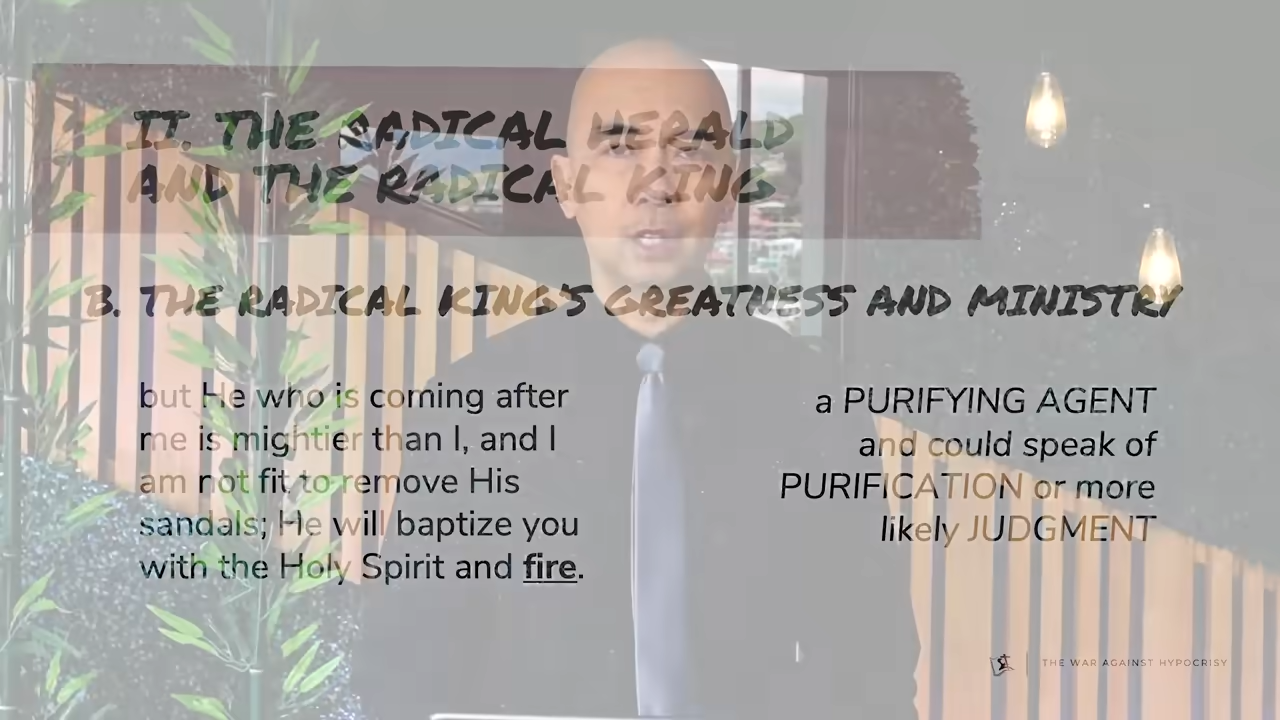 II. THE RADICAL HERALD
AND THE RADICAL KING
B. THE RADICAL KING'S GREATNESS AND MINISTRY
but He who is coming after
me is mightier than I, and I
am not fit to remove His
sandals; He will baptize you
with the Holy Spirit and fire.
a PURIFYING AGENT
and could speak of
PURIFICATION or more
likely JUDGMENT
THE WAR AGAINST HYPOCRISY